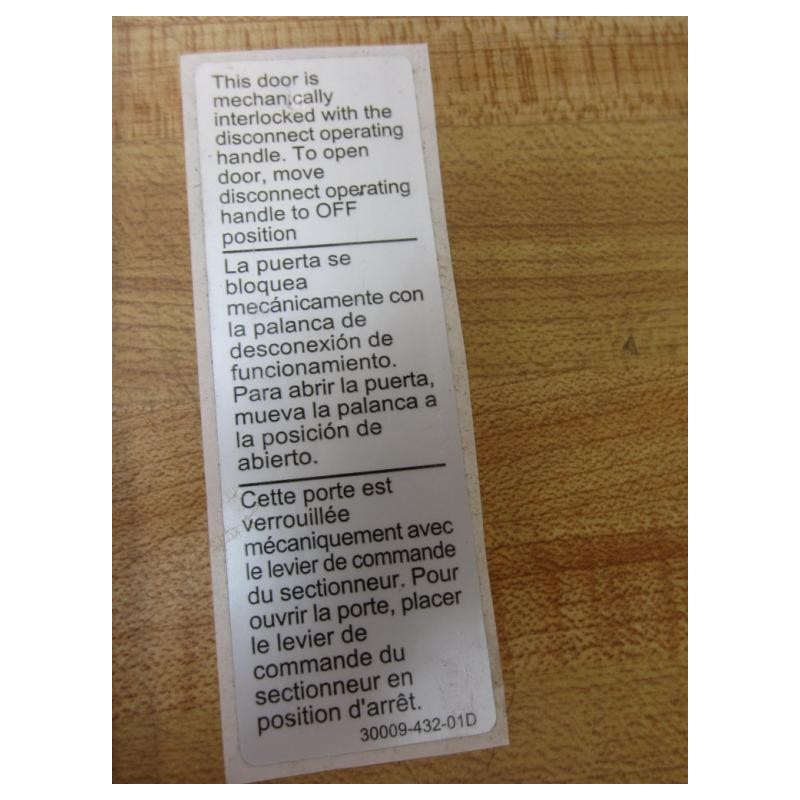 This door is
mechanically
interlocked with the
disconnect operating
handle. To open
door, move
disconnect operating
handle to OFF
position
La puerta se
bloquea
mecánicamente con
la palanca de
desconexión de
funcionamiento.
Para abrir la puerta,
mueva la palanca a
la posición de
abierto.
Cette porte est
verrouillée
mécaniquement avec
le levier de commande
du sectionneur. Pour
ouvrir la porte, placer
le levier de
commande du
sectionneur en
position d'arrêt.
30009-432-01D